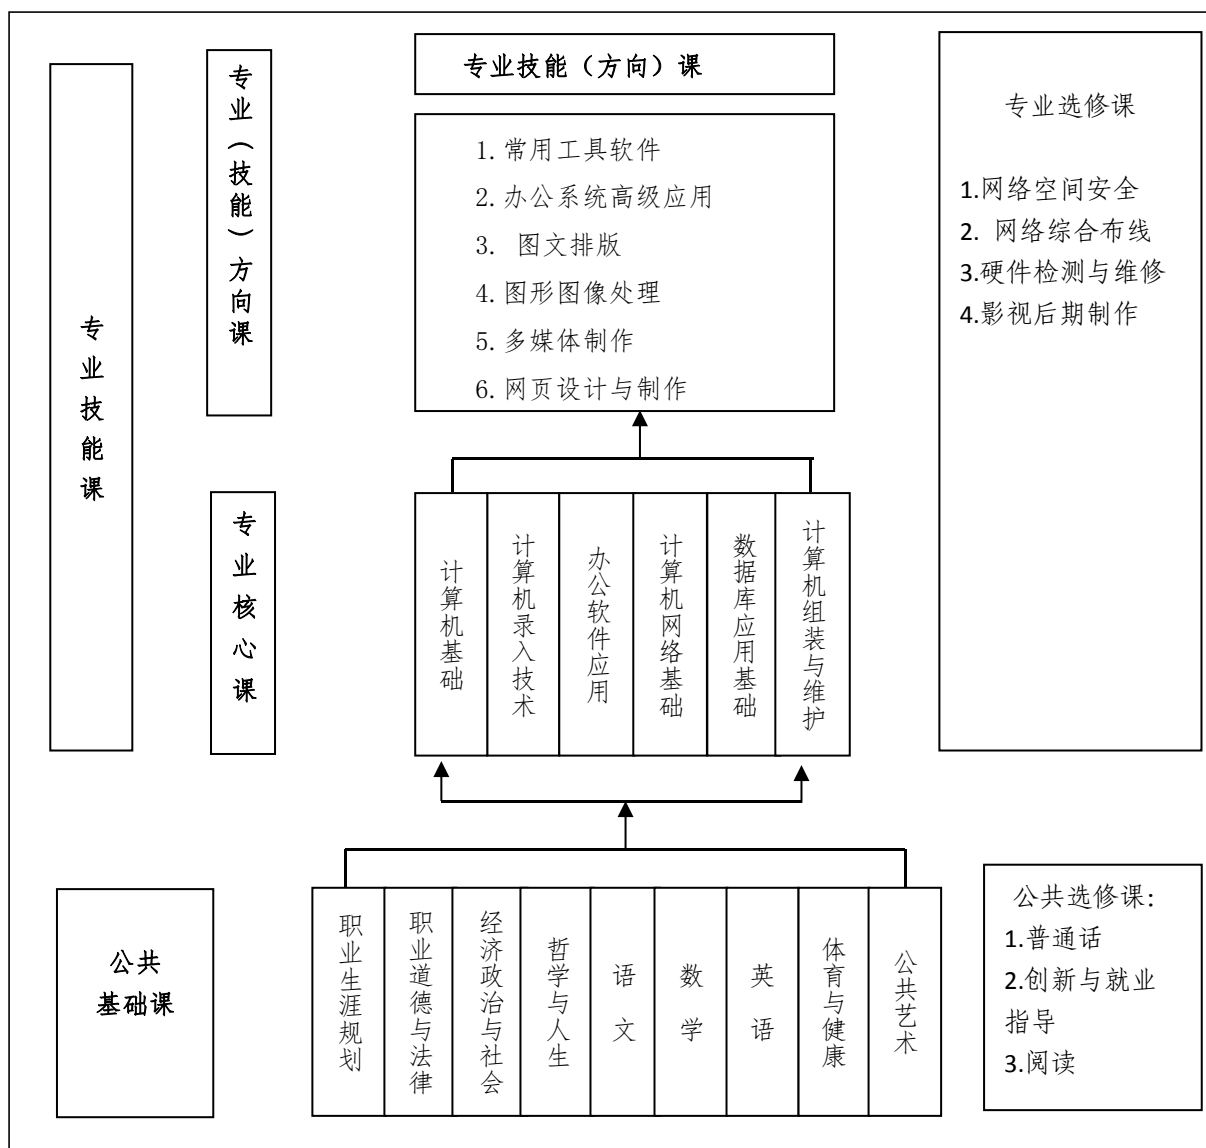 专业技能课
专业（技能）方向课
专业技能（方向）课
1. 常用工具软件
2. 办公系统高级应用
3. 图文排版
4. 图形图像处理
5. 多媒体制作
6. 网页设计与制作
专业选修课
1.网络空间安全
2. 网络综合布线
3.硬件检测与维修
4.影视后期制作
专业核心课
计算机基础
计算机录入技术
办公软件应用
计算机网络基础
数据库应用基础
计算机组装与维护
公共
基础课
职业生涯规划
职业道德与法律
经济政治与社会
哲学与人生
语文
数学
英语
体育与健康
公共艺术
公共选修课:
1.普通话
2.创新与就业
指导
3.阅读